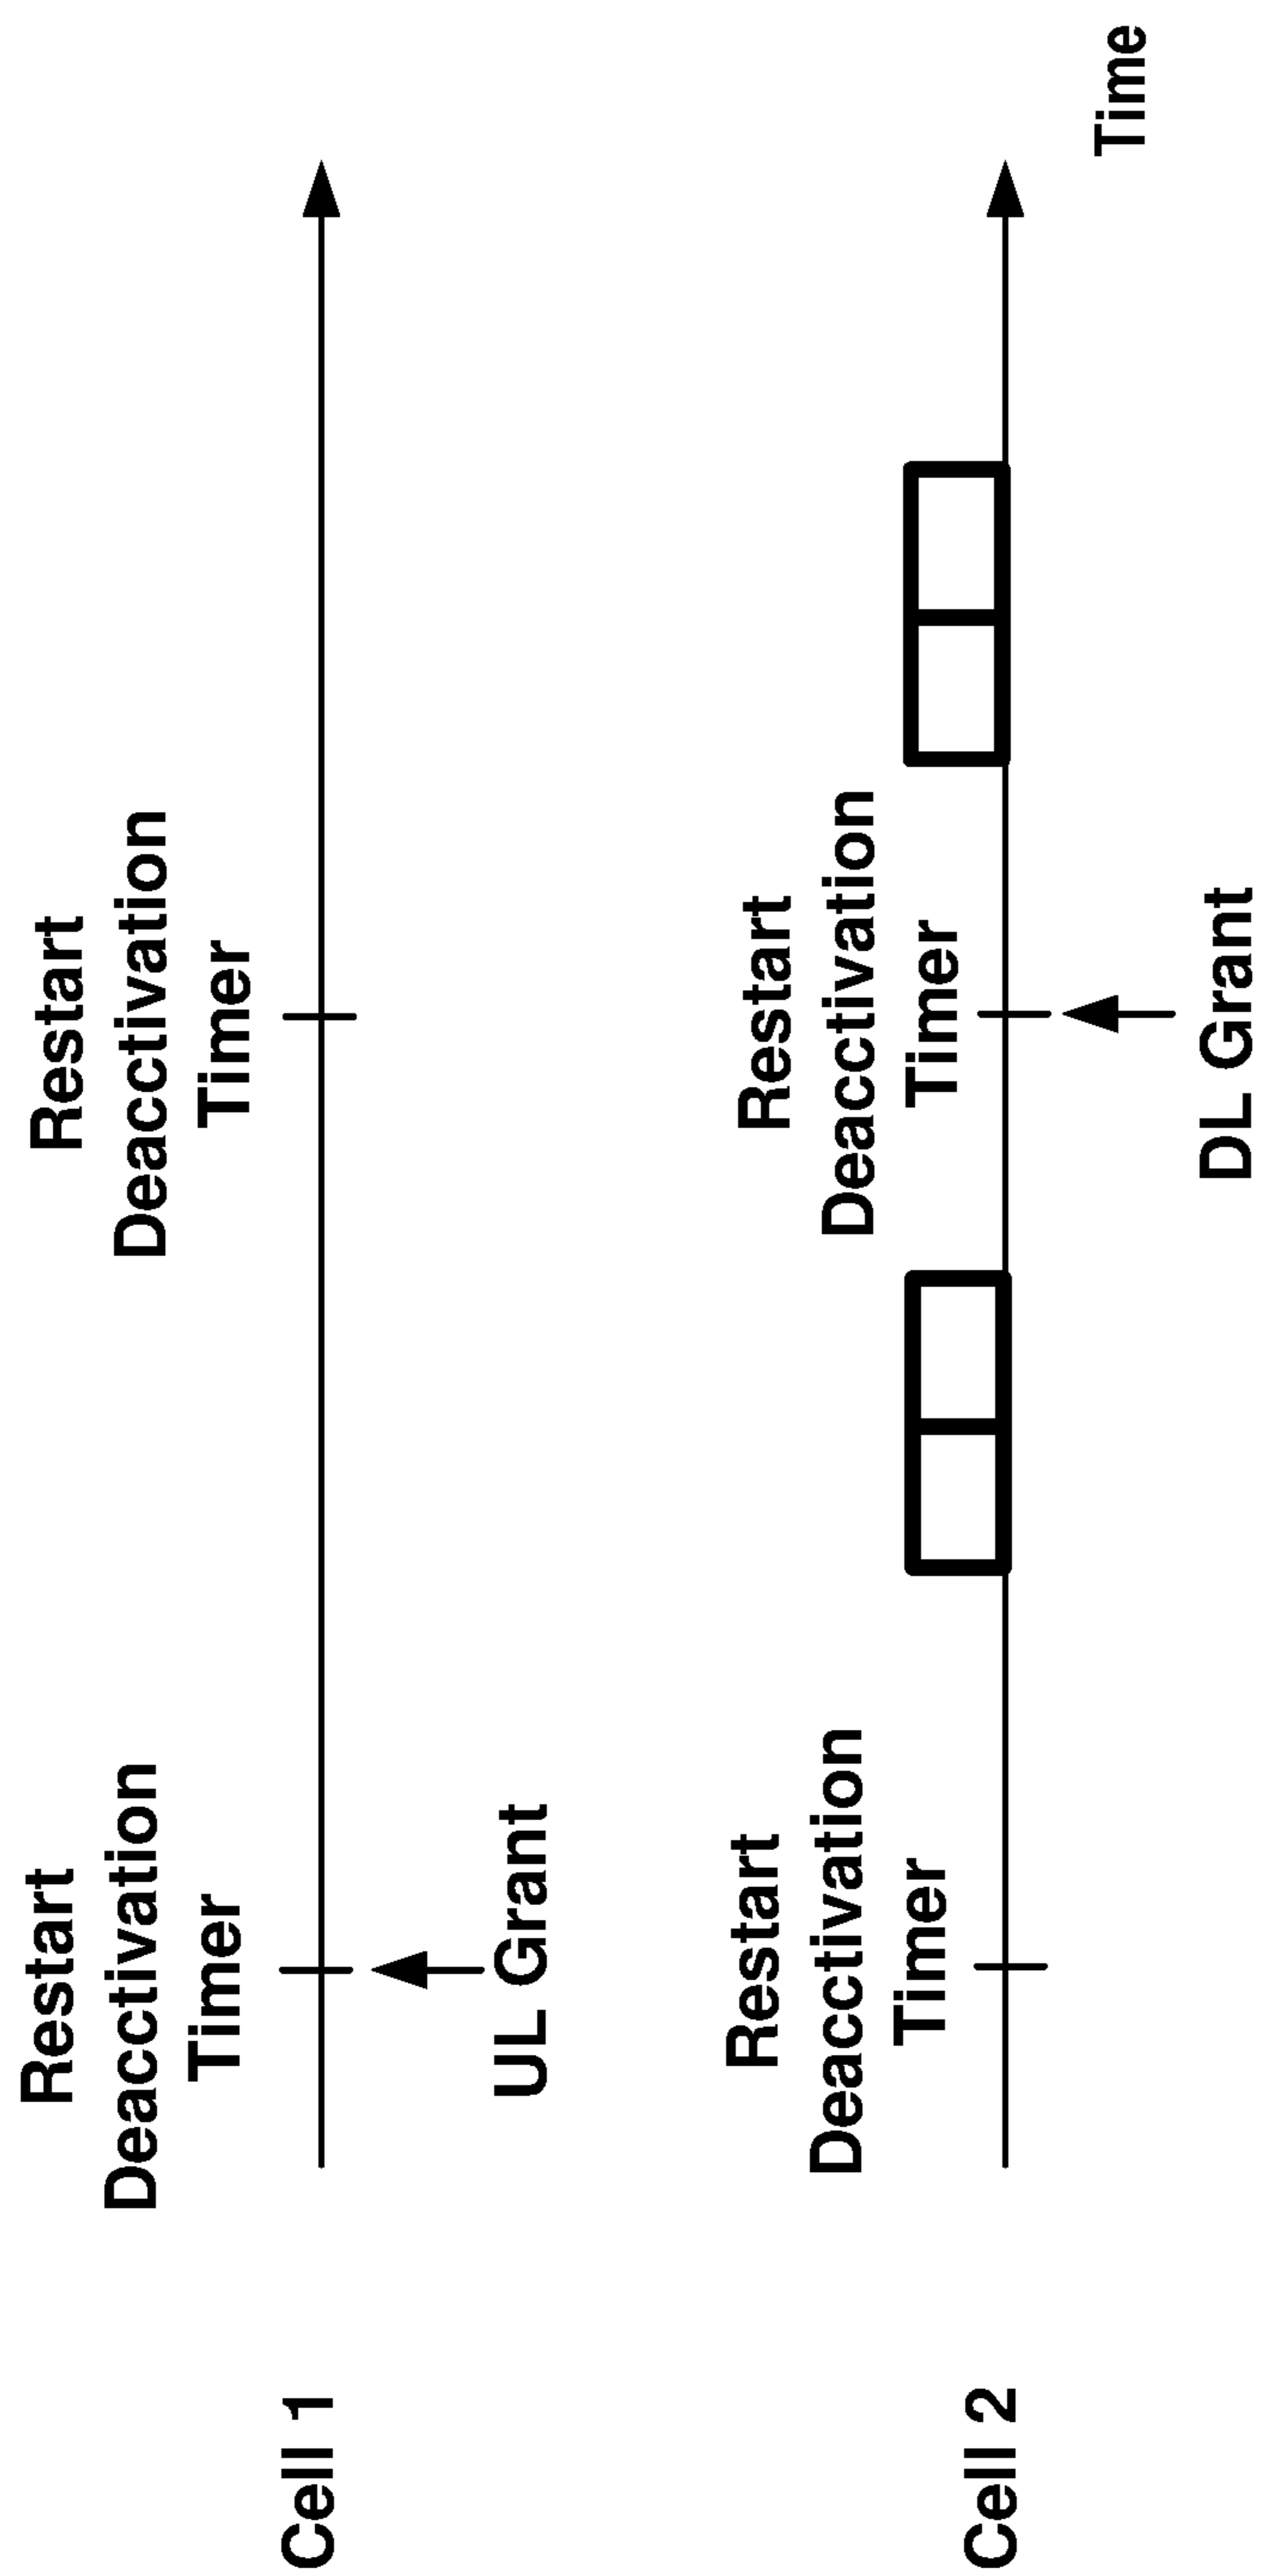 Restart
Deacctivation
Timer
Restart
Deacctivation
Timer
Cell 1
UL Grant
Restart
Deacctivation
Timer
Restart
Deacctivation
Timer
Cell 2
DL Grant
Time